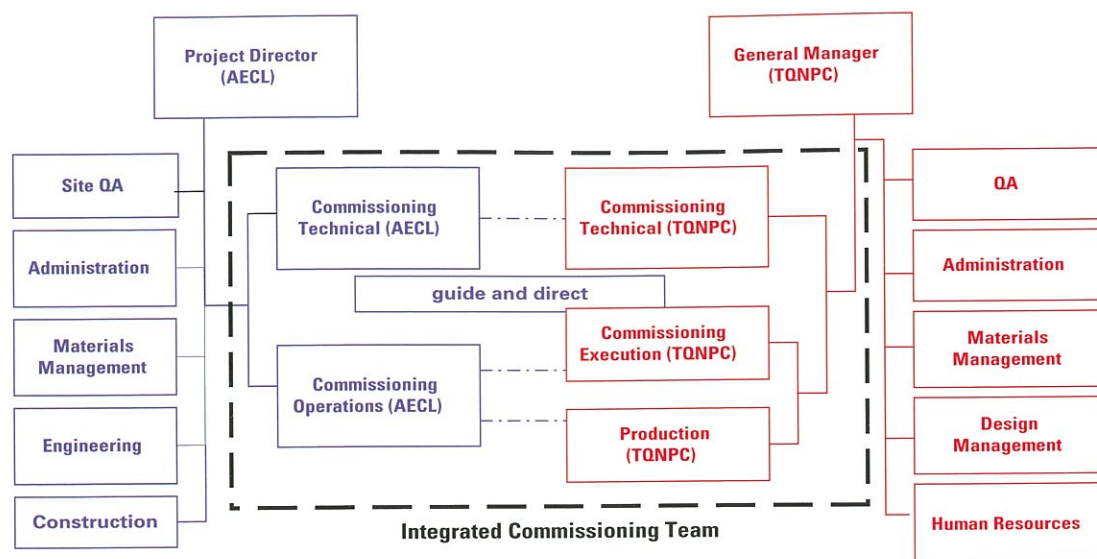 Project Director
(AECL)
General Manager
(TQNPC)
Site QA
Administration
Materials
Management
Engineering
Construction
Commissioning
Technical (AECL)
Commissioning
Technical (TQNPC)
guide and direct
Commissioning
Execution (TQNPC)
Commissioning
Operations (AECL)
Production
(TQNPC)
Integrated Commissioning Team
QA
Administration
Materials
Management
Design
Management
Human Resources